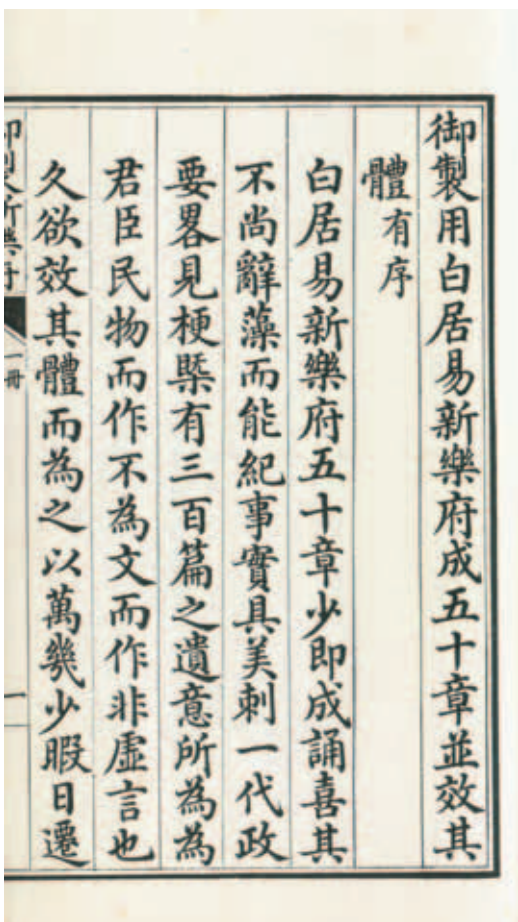 御製用白居易新樂府成五十章並效其
體有序
白居易新樂府五十章少即成誦喜其
不尚辭藻而能紀事實具美刺一代政
要畧見梗槩有三百篇之遺意所為為
君臣民物而作不為文而作非虛言也
久欲效其體而為之以萬幾少暇日遷
一冊
一